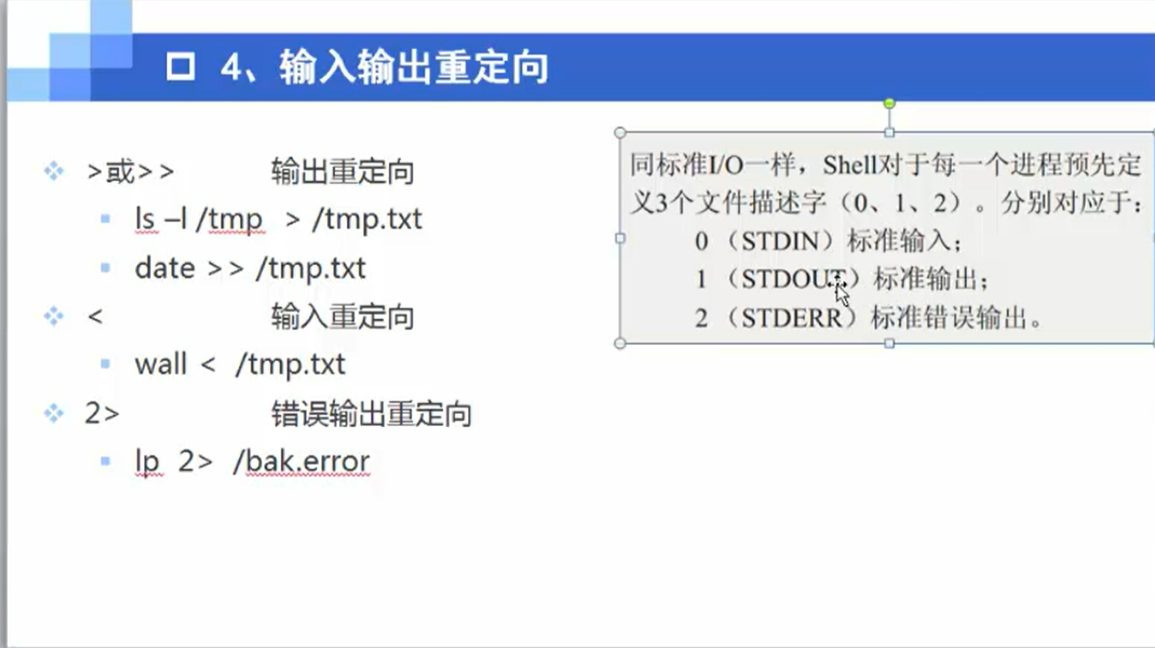 4、输入输出重定向
>或>> 输出重定向
ls –l /tmp > /tmp.txt
date >> /tmp.txt
< 输入重定向
wall < /tmp.txt
2> 错误输出重定向
lp 2> /bak.error
同标准I/O一样，Shell对于每一个进程预先定
义3个文件描述字（0、1、2）。分别对应于：
0 （STDIN）标准输入；
1 （STDOUT）标准输出；
2 （STDERR）标准错误输出。